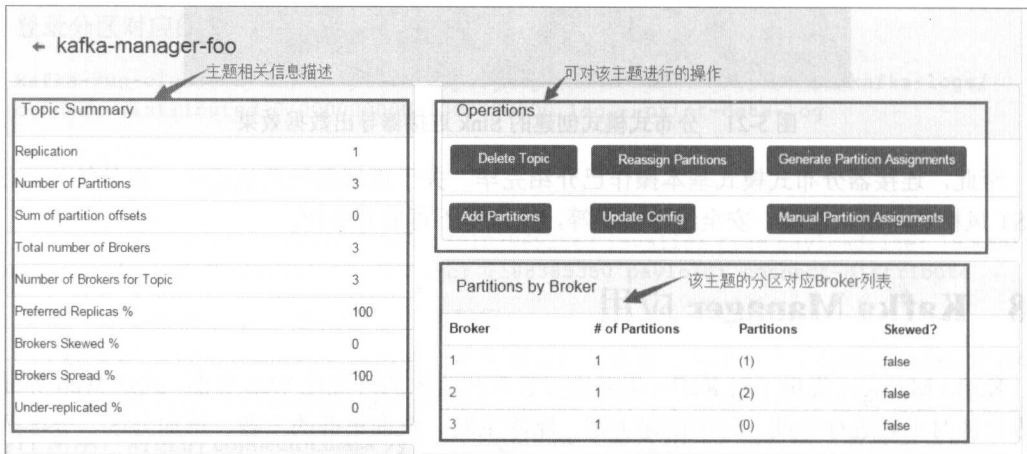 ← kafka-manager-foo
主题相关信息描述
可对该主题进行的操作
Topic Summary
Replication 1
Number of Partitions 3
Sum of partition offsets 0
Total number of Brokers 3
Number of Brokers for Topic 3
Preferred Replicas % 100
Brokers Skewed % 0
Brokers Spread % 100
Under-replicated % 0
Operations
Delete Topic Reassign Partitions Generate Partition Assignments
Add Partitions Update Config Manual Partition Assignments
Partitions by Broker
该主题的分区对应Broker列表
Broker # of Partitions Partitions Skewed?
1 1 (1) false
2 1 (2) false
3 1 (0) false